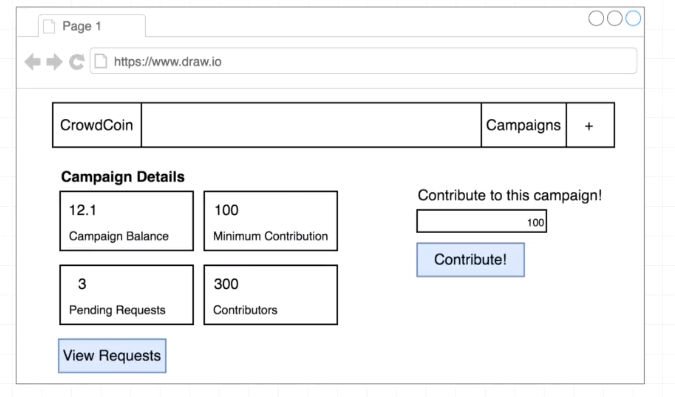 Page 1
https://www.draw.io
CrowdCoin
Campaigns
+
Campaign Details
12.1
Campaign Balance
100
Minimum Contribution
3
Pending Requests
300
Contributors
View Requests
Contribute to this campaign!
100
Contribute!